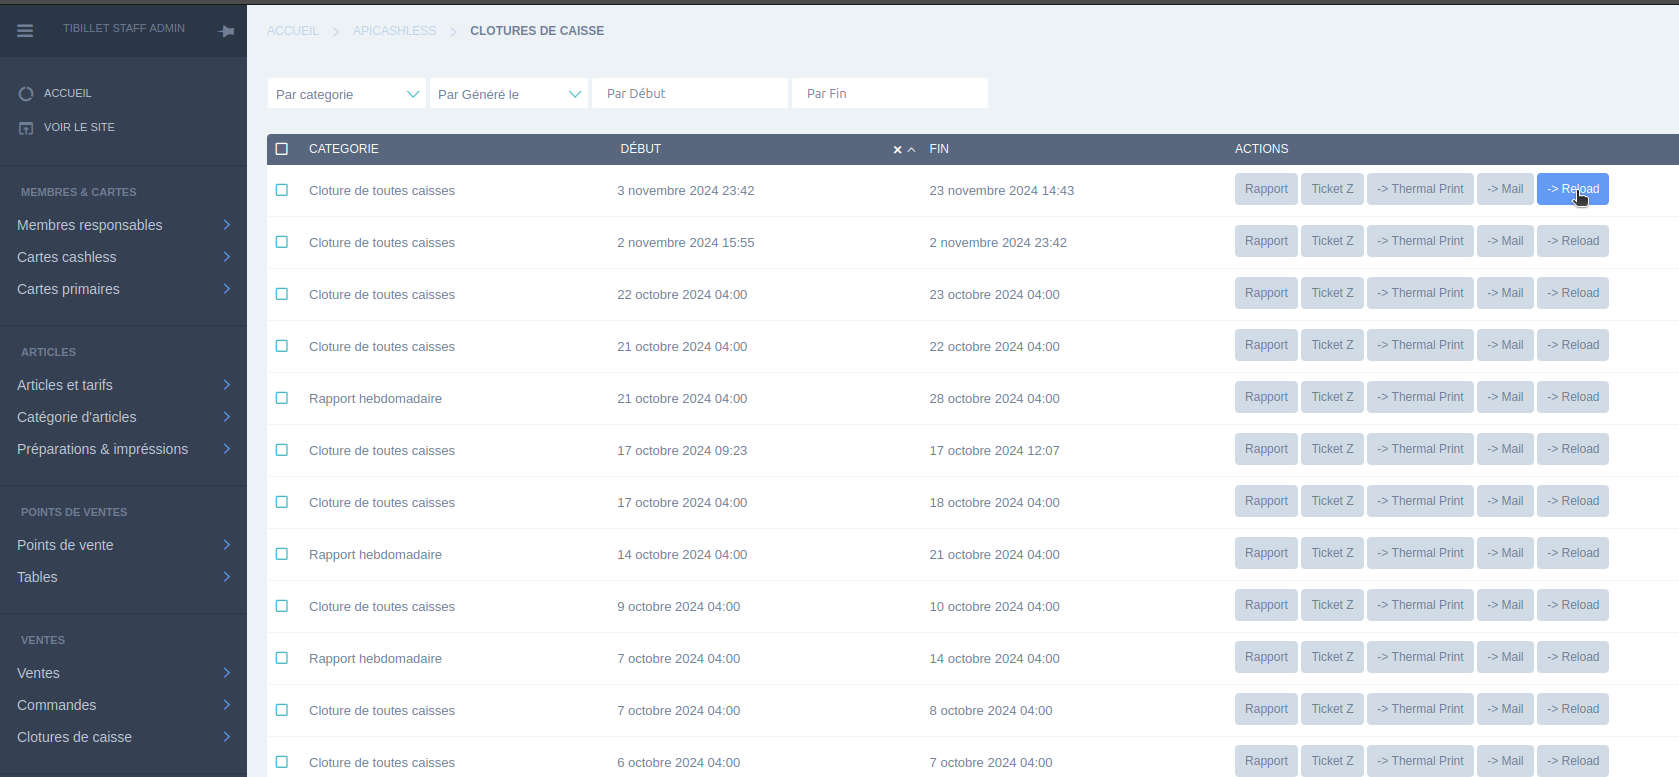 TIBILLET STAFF ADMIN
ACCUEIL
VOIR LE SITE
MEMBRES & CARTES
Membres responsables
Cartes cashless
Cartes primaires
ARTICLES
Articles et tarifs
Catégorie d'articles
Préparations & impréssions
POINTS DE VENTES
Points de vente
Tables
VENTES
Ventes
Commandes
Clotures de caisse
ACCUEIL > APICASHLESS > CLOTURES DE CAISSE
Par categorie Par Généré le Par Début Par Fin
CATEGORIE DÉBUT FIN ACTIONS
Cloture de toutes caisses 3 novembre 2024 23:42 23 novembre 2024 14:43 Rapport Ticket Z -> Thermal Print -> Mail -> Reload
Cloture de toutes caisses 2 novembre 2024 15:55 2 novembre 2024 23:42 Rapport Ticket Z -> Thermal Print -> Mail -> Reload
Cloture de toutes caisses 22 octobre 2024 04:00 23 octobre 2024 04:00 Rapport Ticket Z -> Thermal Print -> Mail -> Reload
Cloture de toutes caisses 21 octobre 2024 04:00 22 octobre 2024 04:00 Rapport Ticket Z -> Thermal Print -> Mail -> Reload
Rapport hebdomadaire 21 octobre 2024 04:00 28 octobre 2024 04:00 Rapport Ticket Z -> Thermal Print -> Mail -> Reload
Cloture de toutes caisses 17 octobre 2024 09:23 17 octobre 2024 12:07 Rapport Ticket Z -> Thermal Print -> Mail -> Reload
Cloture de toutes caisses 17 octobre 2024 04:00 18 octobre 2024 04:00 Rapport Ticket Z -> Thermal Print -> Mail -> Reload
Rapport hebdomadaire 14 octobre 2024 04:00 21 octobre 2024 04:00 Rapport Ticket Z -> Thermal Print -> Mail -> Reload
Cloture de toutes caisses 9 octobre 2024 04:00 10 octobre 2024 04:00 Rapport Ticket Z -> Thermal Print -> Mail -> Reload
Rapport hebdomadaire 7 octobre 2024 04:00 14 octobre 2024 04:00 Rapport Ticket Z -> Thermal Print -> Mail -> Reload
Cloture de toutes caisses 7 octobre 2024 04:00 8 octobre 2024 04:00 Rapport Ticket Z -> Thermal Print -> Mail -> Reload
Cloture de toutes caisses 6 octobre 2024 04:00 7 octobre 2024 04:00 Rapport Ticket Z -> Thermal Print -> Mail -> Reload